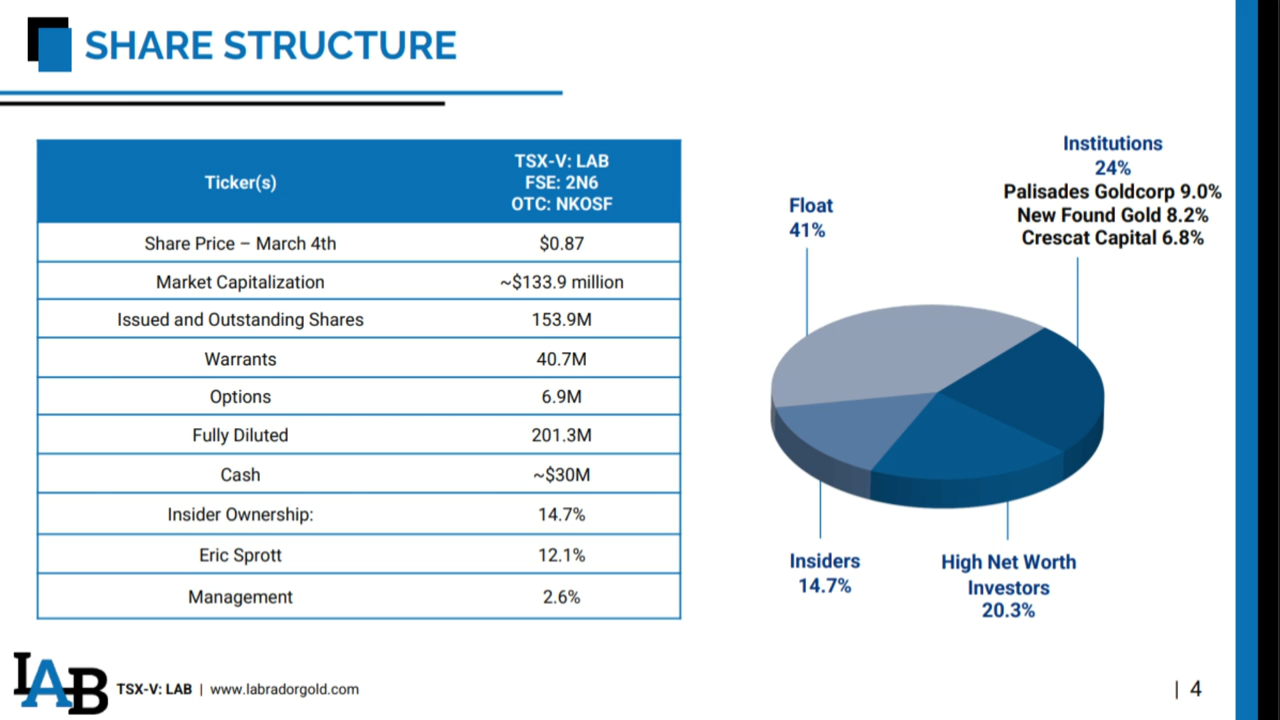 SHARE STRUCTURE
Ticker(s)
TSX-V: LAB
FSE: 2N6
OTC: NKOSF
Share Price – March 4th $0.87
Market Capitalization ~$133.9 million
Issued and Outstanding Shares 153.9M
Warrants 40.7M
Options 6.9M
Fully Diluted 201.3M
Cash ~$30M
Insider Ownership: 14.7%
Eric Sprott 12.1%
Management 2.6%
Institutions
24%
Palisades Goldcorp 9.0%
New Found Gold 8.2%
Crescat Capital 6.8%
Float
41%
Insiders
14.7%
High Net Worth
Investors
20.3%
LAB
TSX-V: LAB | www.labradorgold.com
| 4